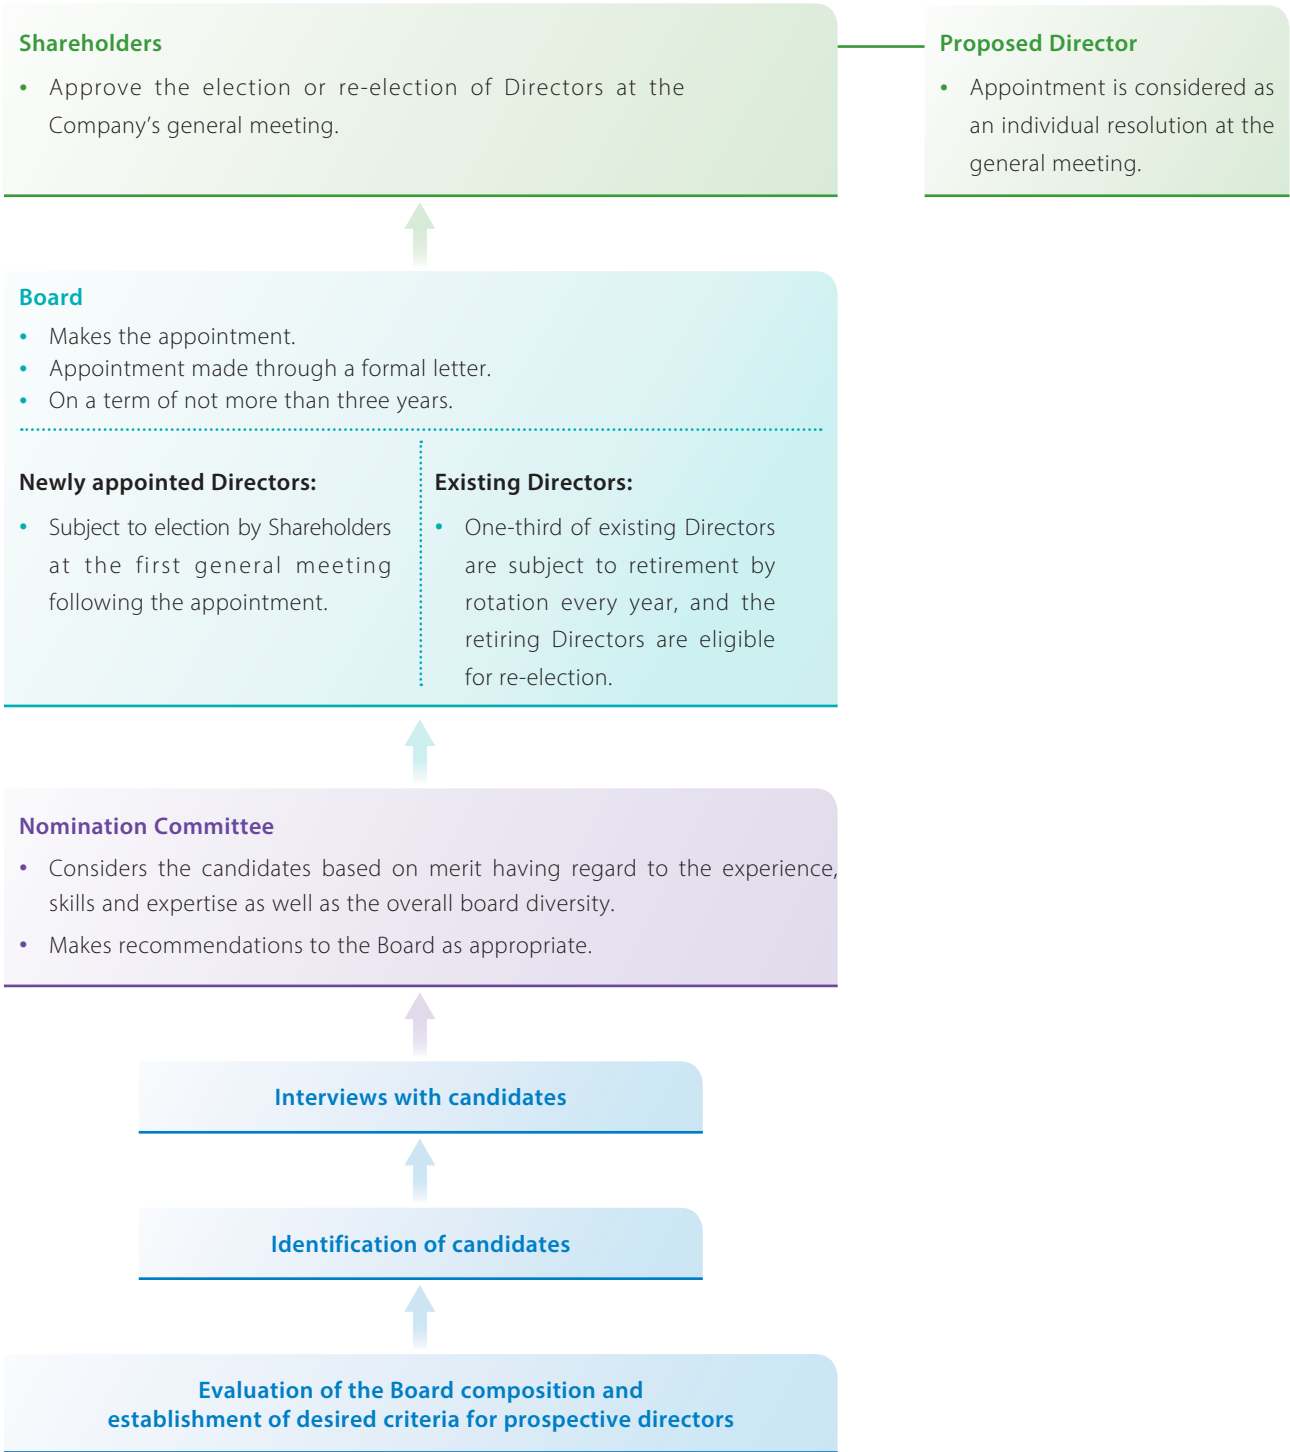 Shareholders
• Approve the election or re-election of Directors at the
Company's general meeting.
Proposed Director
• Appointment is considered as
an individual resolution at the
general meeting.
Board
• Makes the appointment.
• Appointment made through a formal letter.
• On a term of not more than three years.
Newly appointed Directors:
• Subject to election by Shareholders
at the first general meeting
following the appointment.
Existing Directors:
• One-third of existing Directors
are subject to retirement by
rotation every year, and the
retiring Directors are eligible
for re-election.
Nomination Committee
• Considers the candidates based on merit having regard to the experience,
skills and expertise as well as the overall board diversity.
• Makes recommendations to the Board as appropriate.
Interviews with candidates
Identification of candidates
Evaluation of the Board composition and
establishment of desired criteria for prospective directors